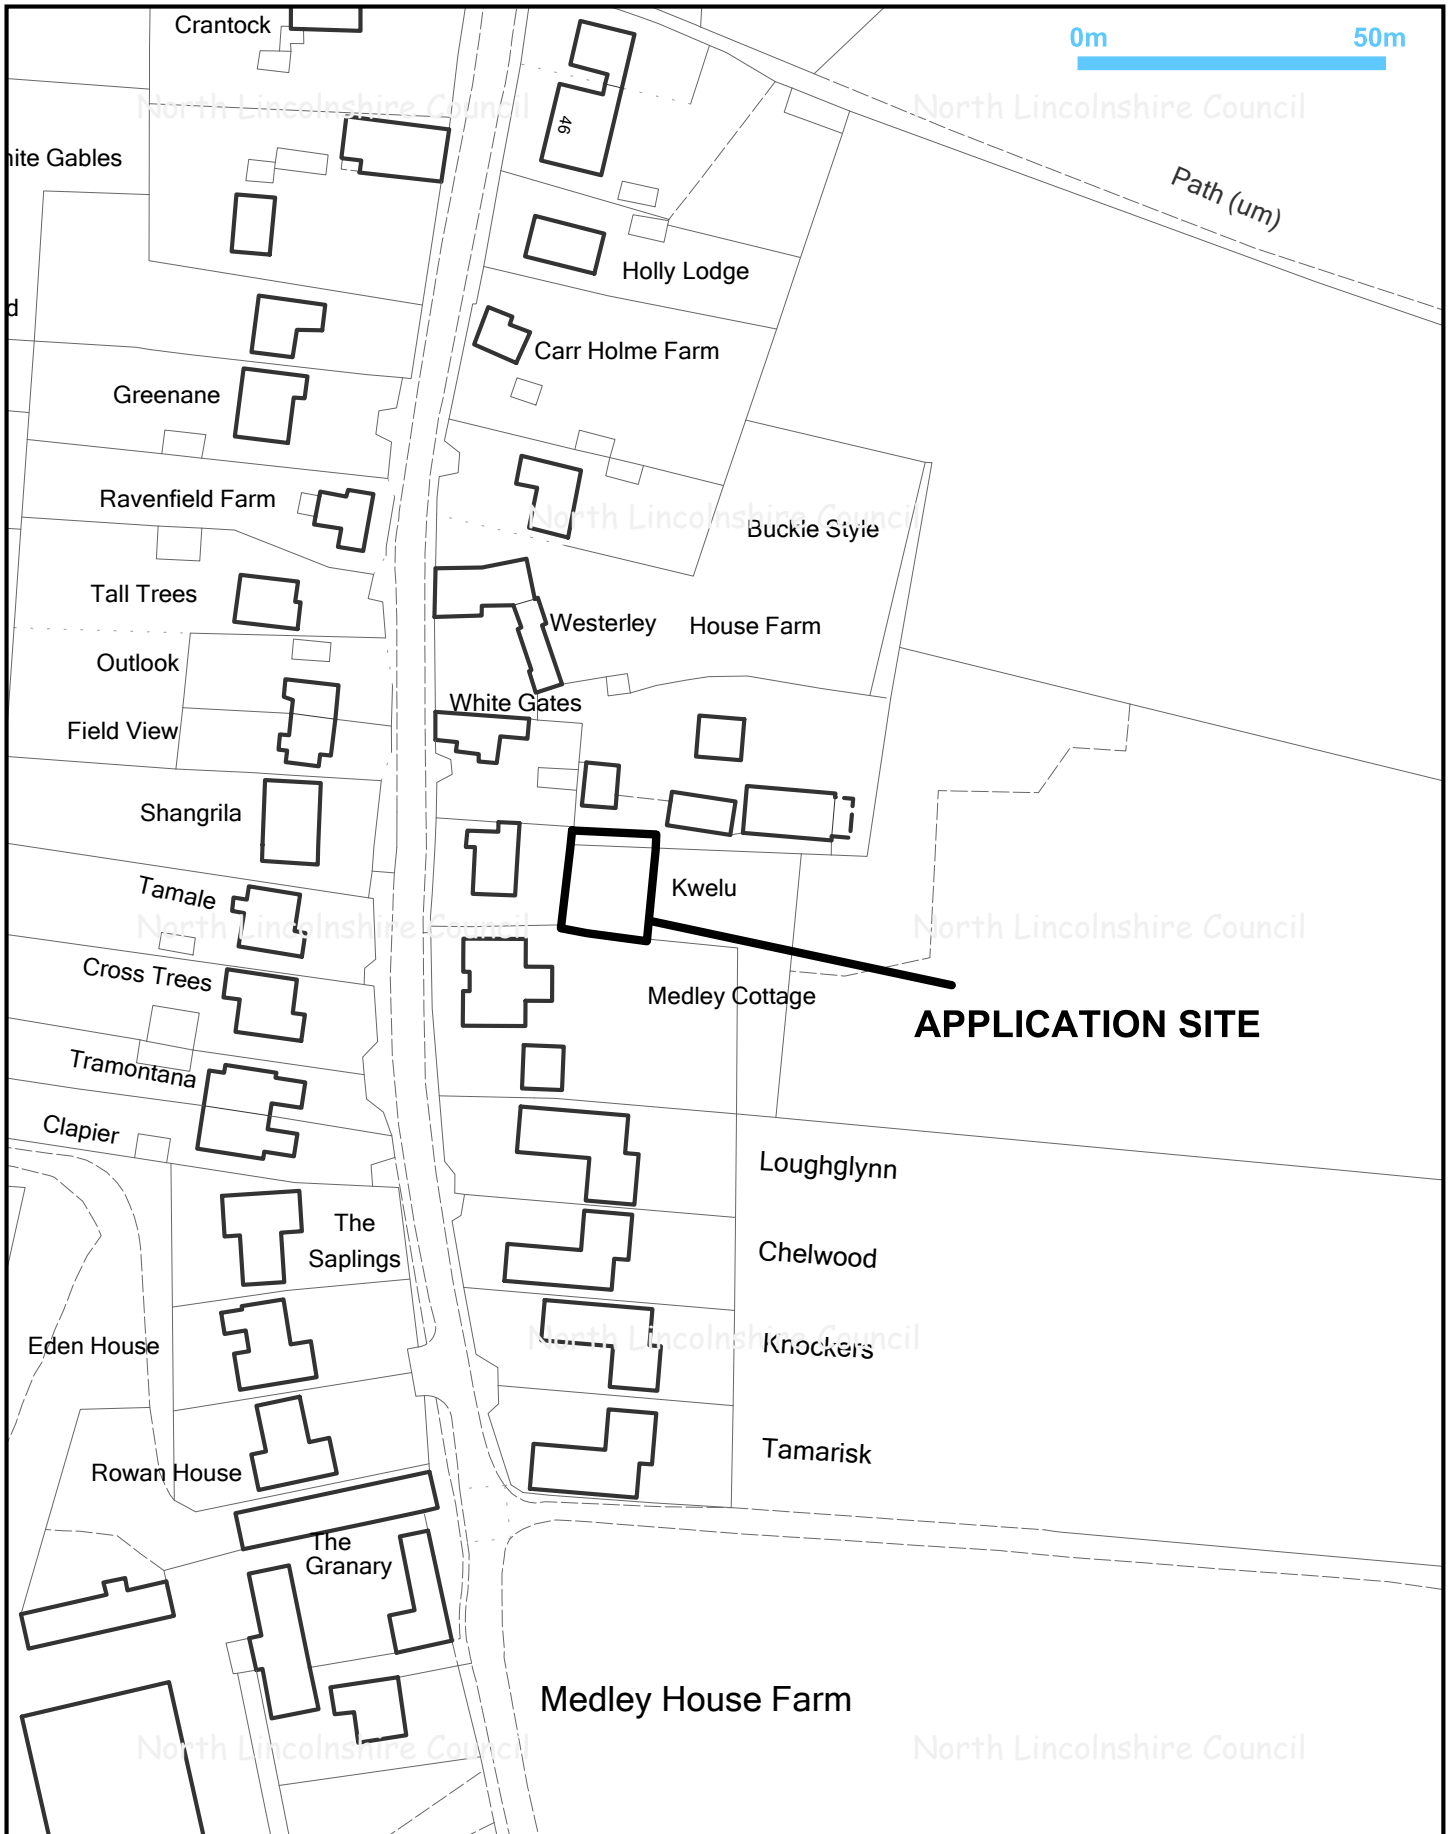 Crantock
0m
50m
North Lincolnshire Council
North Lincolnshire Council
46
Path (um)
Gables
Holly Lodge
Carr Holme Farm
Greenane
Ravenfield Farm
North Lincolnshire Council
Buckle Style
Tall Trees
Westerley
House Farm
Outlook
White Gates
Field View
Shangrila
Kwelu
Tamale
North Lincolnshire Council
North Lincolnshire Council
Cross Trees
Medley Cottage
APPLICATION SITE
Tramontana
Clapier
Loughglynn
The
Saplings
Chelwood
Eden House
North Lincolnshire Council
Knockers
Rowan House
Tamarisk
The
Granary
Medley House Farm
North Lincolnshire Council
North Lincolnshire Council